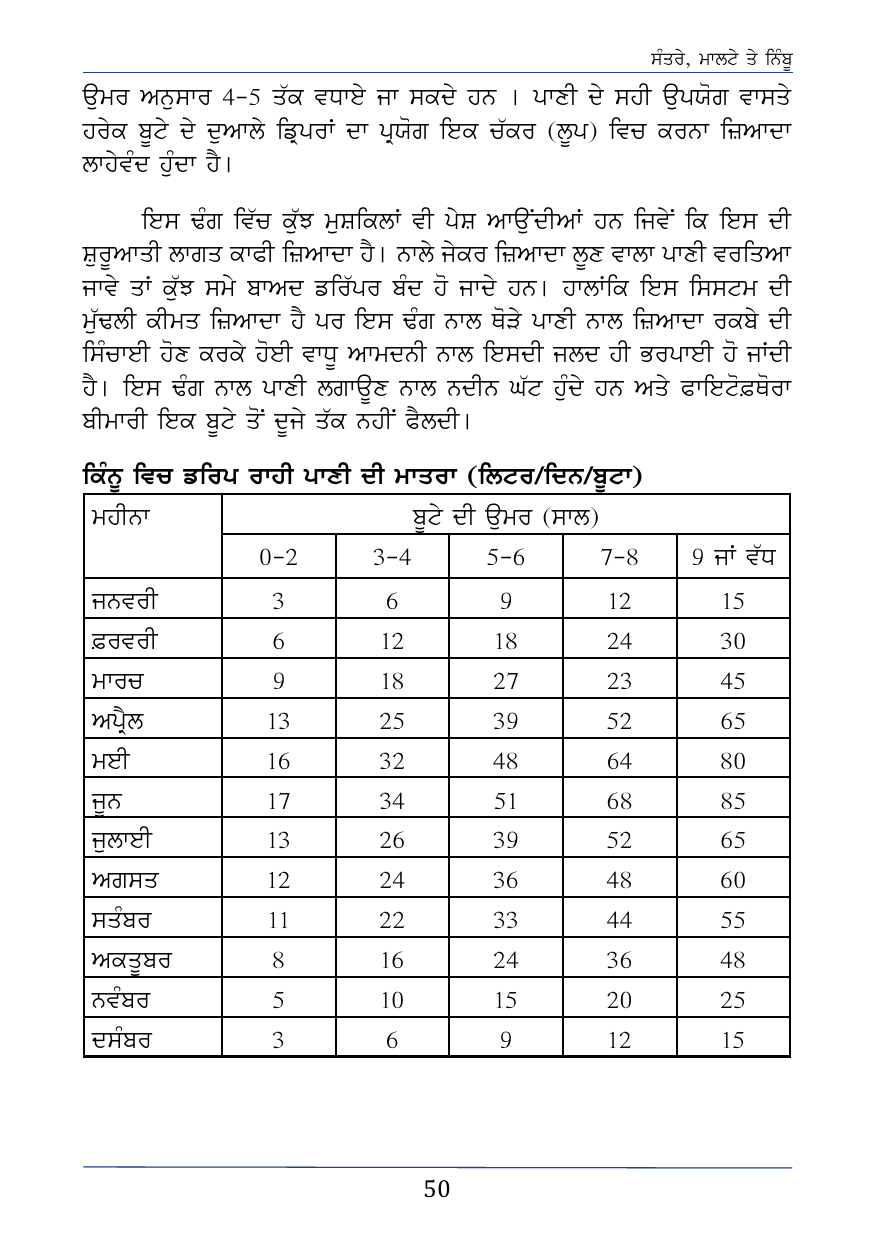 ਸੰਤਰੇ, ਮਾਲਟੇ ਤੇ ਨਿੰਬੂ
ਉਮਰ ਅਨੁਸਾਰ 4-5 ਤੱਕ ਵਧਾਏ ਜਾ ਸਕਦੇ ਹਨ । ਪਾਣੀ ਦੇ ਸਹੀ ਉਪਯੋਗ ਵਾਸਤੇ
ਹਰੇਕ ਬੂਟੇ ਦੇ ਦੁਆਲੇ ਡ੍ਰਿਪਰਾਂ ਦਾ ਪ੍ਰਯੋਗ ਇਕ ਚੱਕਰ (ਲੂਪ) ਵਿਚ ਕਰਨਾ ਜ਼ਿਆਦਾ
ਲਾਹੇਵੰਦ ਹੁੰਦਾ ਹੈ।
ਇਸ ਢੰਗ ਵਿੱਚ ਕੁੱਝ ਮੁਸ਼ਕਿਲਾਂ ਵੀ ਪੇਸ਼ ਆਉਂਦੀਆਂ ਹਨ ਜਿਵੇਂ ਕਿ ਇਸ ਦੀ
ਸ਼ੁਰੂਆਤੀ ਲਾਗਤ ਕਾਫੀ ਜ਼ਿਆਦਾ ਹੈ। ਨਾਲੇ ਜੇਕਰ ਜ਼ਿਆਦਾ ਲੂਣ ਵਾਲਾ ਪਾਣੀ ਵਰਤਿਆ
ਜਾਵੇ ਤਾਂ ਕੁੱਝ ਸਮੇ ਬਾਅਦ ਡਰਿੱਪਰ ਬੰਦ ਹੋ ਜਾਦੇ ਹਨ। ਹਾਲਾਂਕਿ ਇਸ ਸਿਸਟਮ ਦੀ
ਮੁੱਢਲੀ ਕੀਮਤ ਜ਼ਿਆਦਾ ਹੈ ਪਰ ਇਸ ਢੰਗ ਨਾਲ ਥੋੜੇ ਪਾਣੀ ਨਾਲ ਜ਼ਿਆਦਾ ਰਕਬੇ ਦੀ
ਸਿੰਚਾਈ ਹੋਣ ਕਰਕੇ ਹੋਈ ਵਾਧੂ ਆਮਦਨੀ ਨਾਲ ਇਸਦੀ ਜਲਦ ਹੀ ਭਰਪਾਈ ਹੋ ਜਾਂਦੀ
ਹੈ। ਇਸ ਢੰਗ ਨਾਲ ਪਾਣੀ ਲਗਾਉਣ ਨਾਲ ਨਦੀਨ ਘੱਟ ਹੁੰਦੇ ਹਨ ਅਤੇ ਫਾਇਟੋਫ਼ਥੋਰਾ
ਬੀਮਾਰੀ ਇਕ ਬੂਟੇ ਤੋਂ ਦੂਜੇ ਤੱਕ ਨਹੀਂ ਫੈਲਦੀ।
ਕਿੰਨੂ ਵਿਚ ਡਰਿਪ ਰਾਹੀ ਪਾਣੀ ਦੀ ਮਾਤਰਾ (ਲਿਟਰ/ਦਿਨ/ਬੂਟਾ)
ਮਹੀਨਾ ਬੂਟੇ ਦੀ ਉਮਰ (ਸਾਲ)
0-2 3-4 5-6 7-8 9 ਜਾਂ ਵੱਧ
ਜਨਵਰੀ 3 6 9 12 15
ਫ਼ਰਵਰੀ 6 12 18 24 30
ਮਾਰਚ 9 18 27 23 45
ਅਪ੍ਰੈਲ 13 25 39 52 65
ਮਈ 16 32 48 64 80
ਜੂਨ 17 34 51 68 85
ਜੁਲਾਈ 13 26 39 52 65
ਅਗਸਤ 12 24 36 48 60
ਸਤੰਬਰ 11 22 33 44 55
ਅਕਤੂਬਰ 8 16 24 36 48
ਨਵੰਬਰ 5 10 15 20 25
ਦਸੰਬਰ 3 6 9 12 15
50